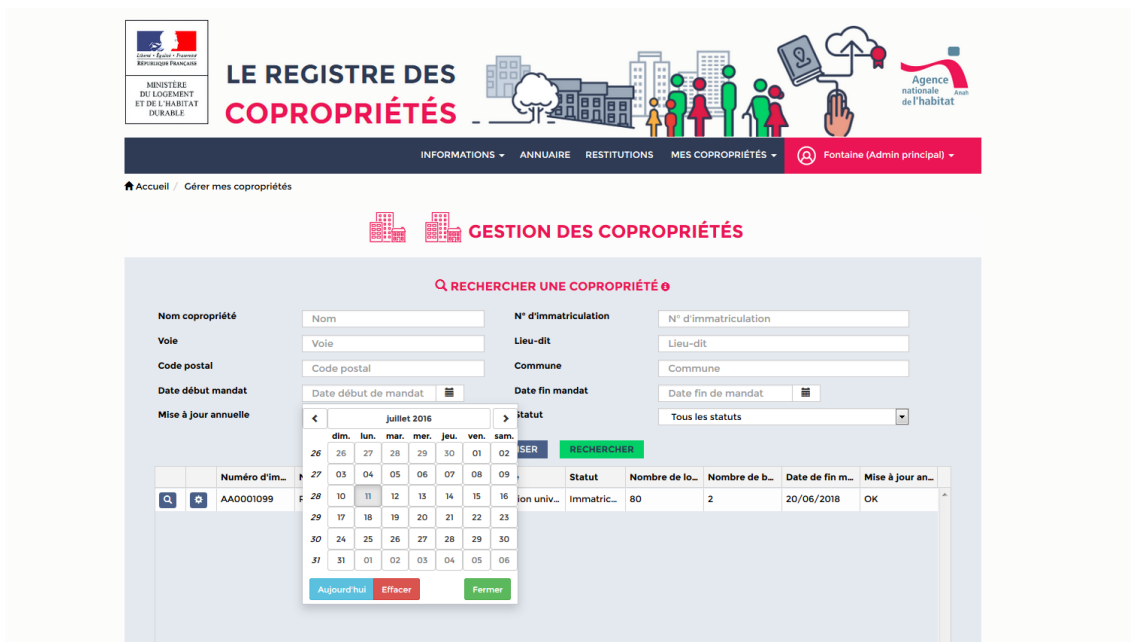 Liberté • Égalité • Fraternité
RÉPUBLIQUE FRANÇAISE
MINISTÈRE
DU LOGEMENT
ET DE L'HABITAT
DURABLE
LE REGISTRE DES
COPROPRIÉTÉS
Agence
nationale
de l'habitat
Anah
INFORMATIONS ANNUAIRE RESTITUTIONS MES COPROPRIÉTÉS Fontaine (Admin principal)
Accueil / Gérer mes copropriétés
GESTION DES COPROPRIÉTÉS
RECHERCHER UNE COPROPRIÉTÉ
Nom copropriété Nom N° d'immatriculation N° d'immatriculation
Voie Voie Lieu-dit Lieu-dit
Code postal Code postal Commune Commune
Date début mandat Date début de mandat Date fin mandat Date fin de mandat
Mise à jour annuelle Statut Tous les statuts
juillet 2016
dim. lun. mar. mer. jeu. ven. sam.
26 26 27 28 29 30 01 02
27 03 04 05 06 07 08 09
28 10 11 12 13 14 15 16
29 17 18 19 20 21 22 23
30 24 25 26 27 28 29 30
31 31 01 02 03 04 05 06
Aujourd'hui Effacer Fermer
ISER RECHERCHER
Numéro d'im... Statut Nombre de lo... Nombre de b... Date de fin m... Mise à jour an...
AA0001099 ion univ... Immatric... 80 2 20/06/2018 OK